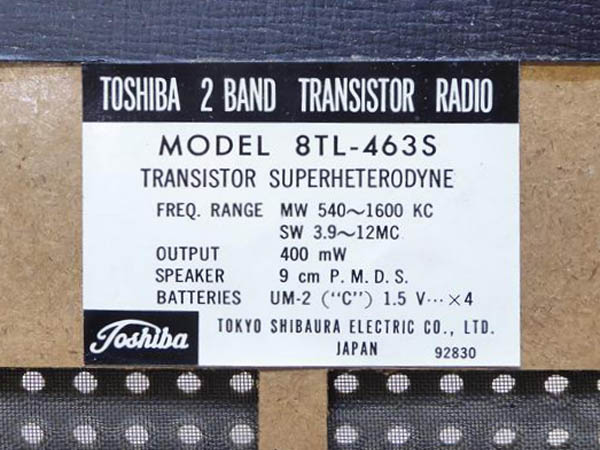 TOSHIBA 2 BAND TRANSISTOR RADIO
MODEL 8TL-463S
TRANSISTOR SUPERHETERODYNE
FREQ. RANGE MW 540~1600 KC
SW 3.9~12MC
OUTPUT 400 mW
SPEAKER 9 cm P.M.D.S.
BATTERIES UM-2 ("C") 1.5 V⋯×4
Toshiba
TOKYO SHIBAURA ELECTRIC CO., LTD.
JAPAN 92830